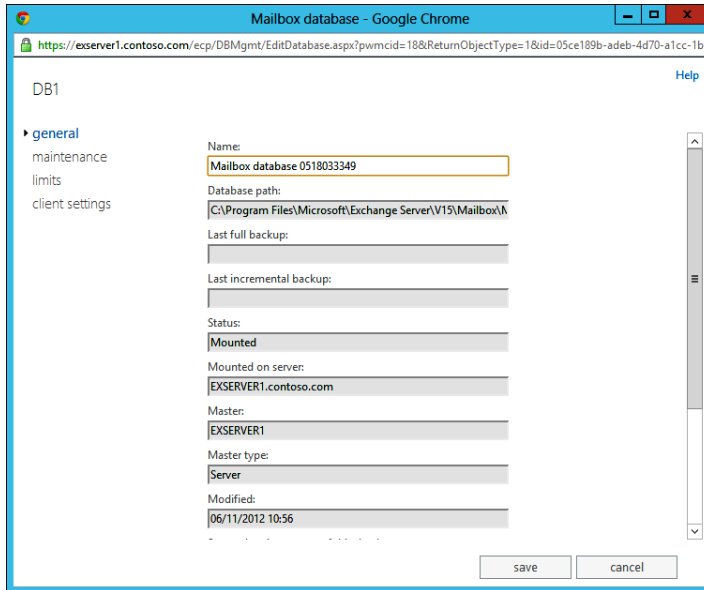 Mailbox database - Google Chrome
https://exserver1.contoso.com/ecp/DBMgmt/EditDatabase.aspx?pwmcid=18&ReturnObjectType=1&id=05ce189b-adeb-4d70-a1cc-1b
Help
DB1
general
maintenance
limits
client settings
Name:
Mailbox database 0518033349
Database path:
C:\Program Files\Microsoft\Exchange Server\V15\Mailbox\M
Last full backup:
Last incremental backup:
Status:
Mounted
Mounted on server:
EXSERVER1.contoso.com
Master:
EXSERVER1
Master type:
Server
Modified:
06/11/2012 10:56
save
cancel